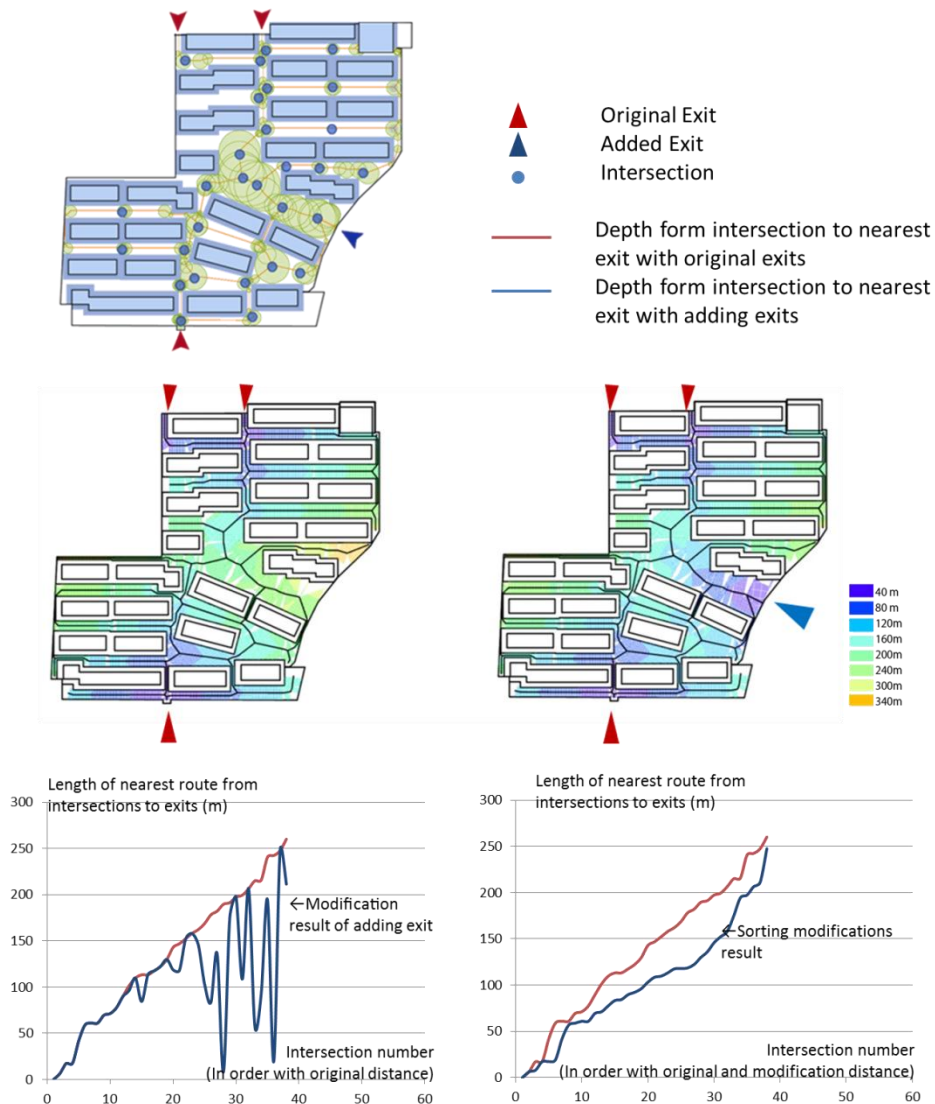 Original Exit
Added Exit
Intersection
Depth form intersection to nearest
exit with original exits
Depth form intersection to nearest
exit with adding exits
40 m
80 m
120m
160m
200m
240m
300m
340m
Length of nearest route from
intersections to exits (m)
300
250
200
150
100
50
0
←Modification
result of adding exit
Intersection number
(In order with original distance)
0 10 20 30 40 50 60
Length of nearest route from
intersections to exits (m)
300
250
200
150
100
50
0
←Sorting modifications
result
Intersection number
(In order with original and modification distance)
0 10 20 30 40 50 60